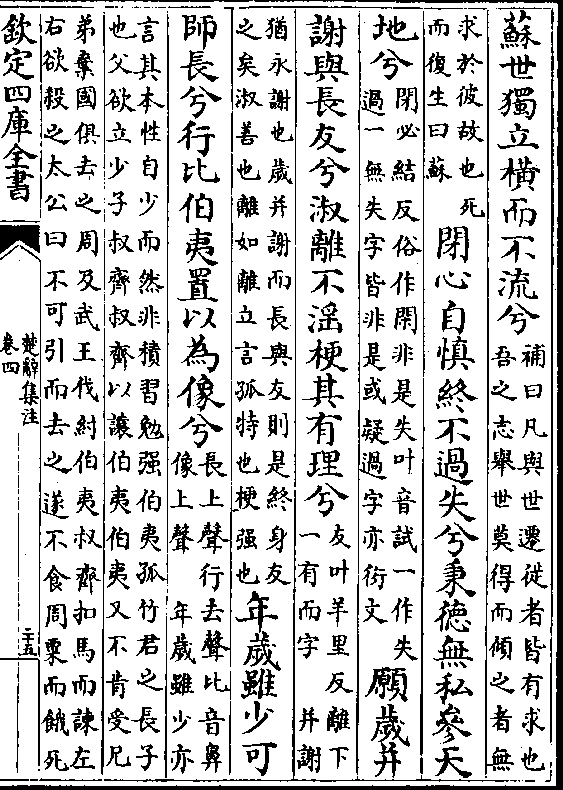 蘇世獨立橫而不流兮補曰凡與世遷徙者皆有求也吾之志舉世莫得而傾之者無
求於彼故也死而復生曰蘇閉心自慎終不過失兮秉徳無私參天
地兮閉必結反俗作閑非是失叶音試一作失過一無失字皆非是或疑過字亦衍文願歲并
謝與長友兮淑離不淫梗其有理兮友叶羊里反離下一有而字 并謝
猶永謝也歲并謝而長與友則是終身友之矣淑善也離如離立言孤特也梗强也年歲雖少可
師長兮行比伯夷置以為像兮長上聲行去聲比音鼻像上聲 年歲雖少亦
言其本性自少而然非積習勉强伯夷孤竹君之長子也父欲立少子叔齊叔齊以讓伯夷伯夷又不肯受兄
弟棄國俱去之周及武王伐紂伯夷叔齊扣馬而諫左右欲殺之太公曰不可引而去之遂不食周粟而餓死
欽定四庫全書
楚辭集注
卷四
二十五